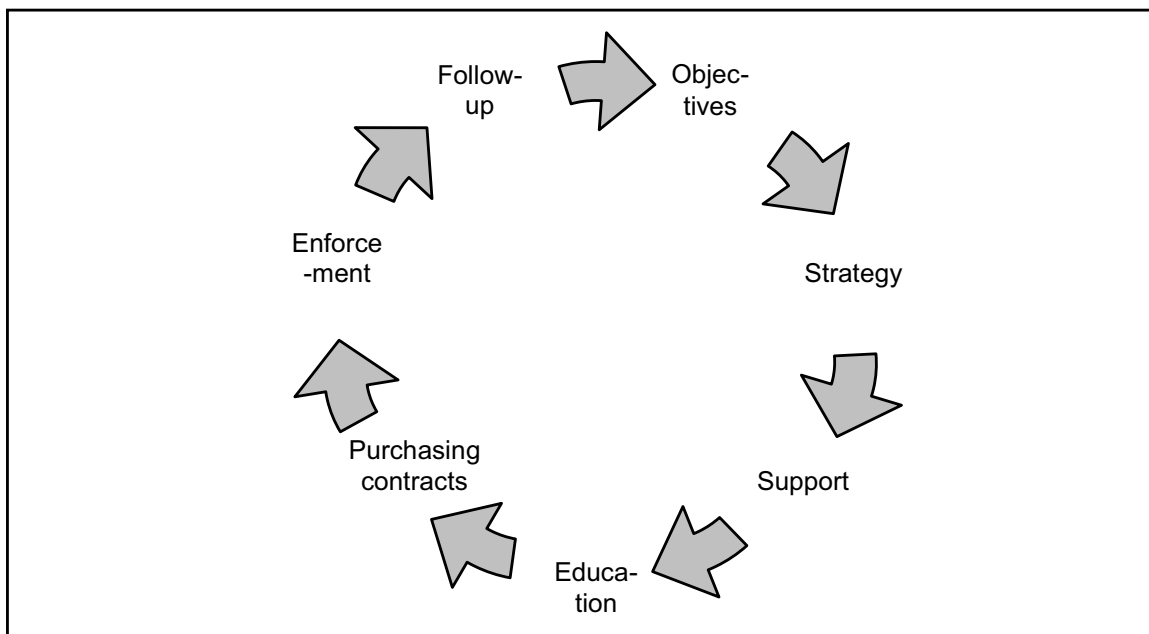 Follow-
up
Objec-
tives
Enforce
-ment
Strategy
Purchasing
contracts
Support
Educa-
tion